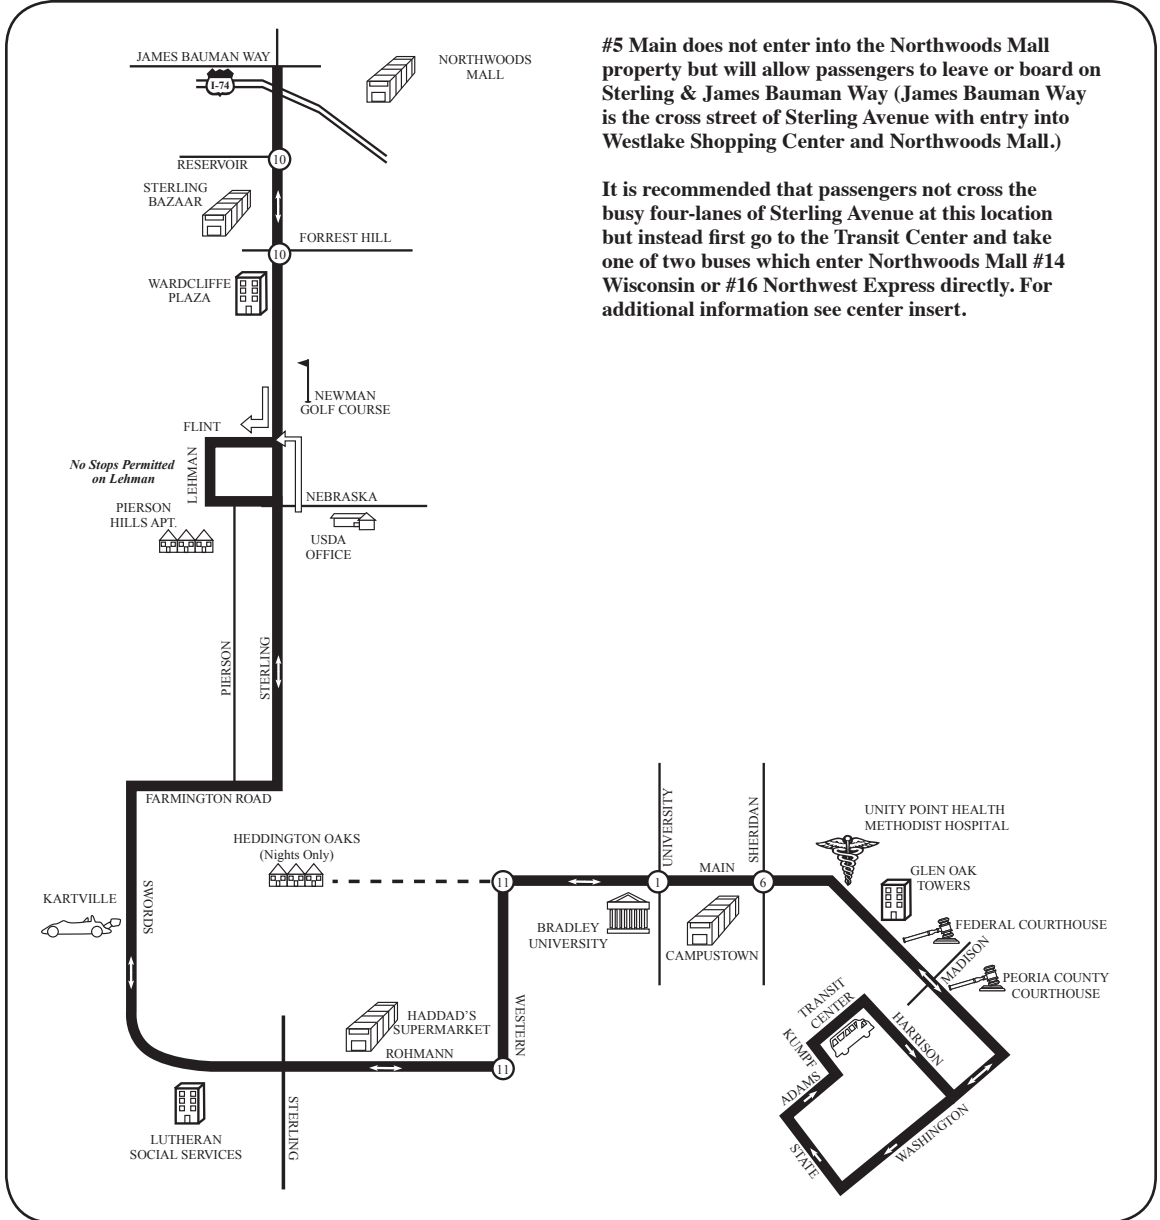 JAMES BAUMAN WAY
I-74
NORTHWOODS
MALL
#5 Main does not enter into the Northwoods Mall
property but will allow passengers to leave or board on
Sterling & James Bauman Way (James Bauman Way
is the cross street of Sterling Avenue with entry into
Westlake Shopping Center and Northwoods Mall.)
It is recommended that passengers not cross the
busy four-lanes of Sterling Avenue at this location
but instead first go to the Transit Center and take
one of two buses which enter Northwoods Mall #14
Wisconsin or #16 Northwest Express directly. For
additional information see center insert.
10
RESERVOIR
STERLING
BAZAAR
FORREST HILL
10
WARDCLIFFE
PLAZA
NEWMAN
GOLF COURSE
FLINT
LEHMAN
No Stops Permitted
on Lehman
NEBRASKA
PIERSON
HILLS APT.
USDA
OFFICE
PIERSON
STERLING
FARMINGTON ROAD
HEDDINGTON OAKS
(Nights Only)
UNIVERSITY
SHERIDAN
UNITY POINT HEALTH
METHODIST HOSPITAL
MAIN
11
1
6
GLEN OAK
TOWERS
KARTVILLE
SWORDS
BRADLEY
UNIVERSITY
CAMPUSTOWN
FEDERAL COURTHOUSE
MADISON
PEORIA COUNTY
COURTHOUSE
TRANSIT
CENTER
HADDAD'S
SUPERMARKET
WESTERN
HARRISON
KUMPF
ROHMANN
11
ADAMS
STERLING
WASHINGTON
STATE
LUTHERAN
SOCIAL SERVICES